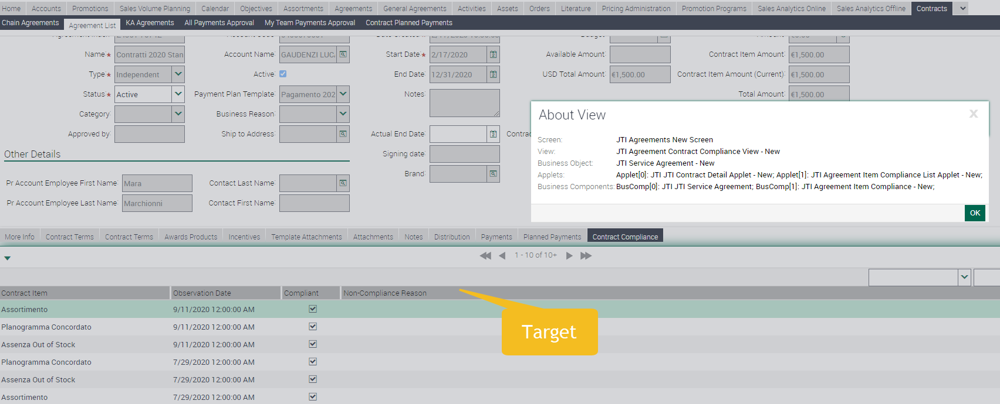 Home Accounts Promotions Sales Volume Planning Calendar Objectives Assortments Agreements General Agreements Activities Assets Orders Literature Pricing Administration Promotion Programs Sales Analytics Online Sales Analytics Offline Contracts
Chain Agreements Agreement List KA Agreements All Payments Approval My Team Payments Approval Contract Planned Payments
Name:* Contratti 2020 Stan Account Name: GAUDENZI LUC Start Date:* 2/17/2020 Available Amount: Contract Item Amount: €1,500.00
Type:* Independent Active: End Date: 12/31/2020 USD Total Amount: €1,500.00 Contract Item Amount (Current): €1,500.00
Status:* Active Payment Plan Template: Pagamento 202 Notes: Total Amount: €1,500.00
Category: Business Reason:
Approved by: Ship to Address: Actual End Date: Contrac
Other Details Signing date:
Brand:
Pr Account Employee First Name: Mara Contact Last Name:
Pr Account Employee Last Name: Marchionni Contact First Name:
About View X
Screen: JTI Agreements New Screen
View: JTI Agreement Contract Compliance View - New
Business Object: JTI Service Agreement - New
Applets: Applet[0]: JTI JTI Contract Detail Applet - New; Applet[1]: JTI Agreement Item Compliance List Applet - New;
Business Components: BusComp[0]: JTI JTI Service Agreement; BusComp[1]: JTI Agreement Item Compliance - New;
OK
More Info Contract Terms Contract Terms Awards Products Incentives Template Attachments Attachments Notes Distribution Payments Planned Payments Contract Compliance
1 - 10 of 10+
Contract Item Observation Date Compliant Non-Compliance Reason
Assortimento 9/11/2020 12:00:00 AM
Planogramma Concordato 9/11/2020 12:00:00 AM
Target
Assenza Out of Stock 9/11/2020 12:00:00 AM
Planogramma Concordato 7/29/2020 12:00:00 AM
Assenza Out of Stock 7/29/2020 12:00:00 AM
Assortimento 7/29/2020 12:00:00 AM